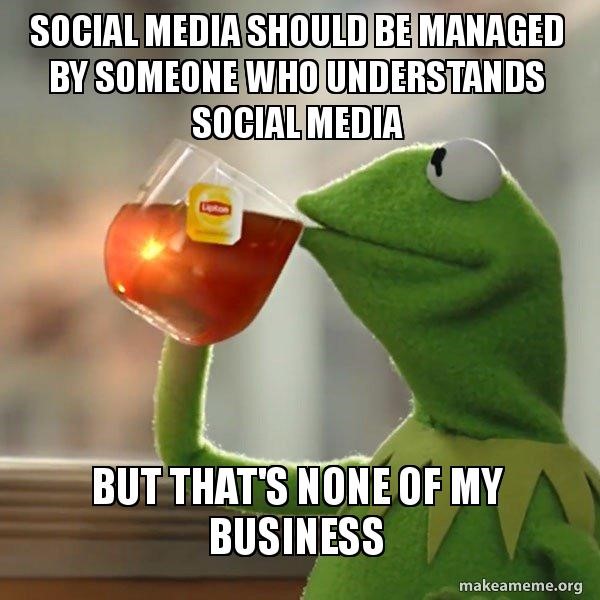 SOCIAL MEDIA SHOULD BE MANAGED
BY SOMEONE WHO UNDERSTANDS
SOCIAL MEDIA
Lipton
BUT THAT'S NONE OF MY
BUSINESS
makeameme.org